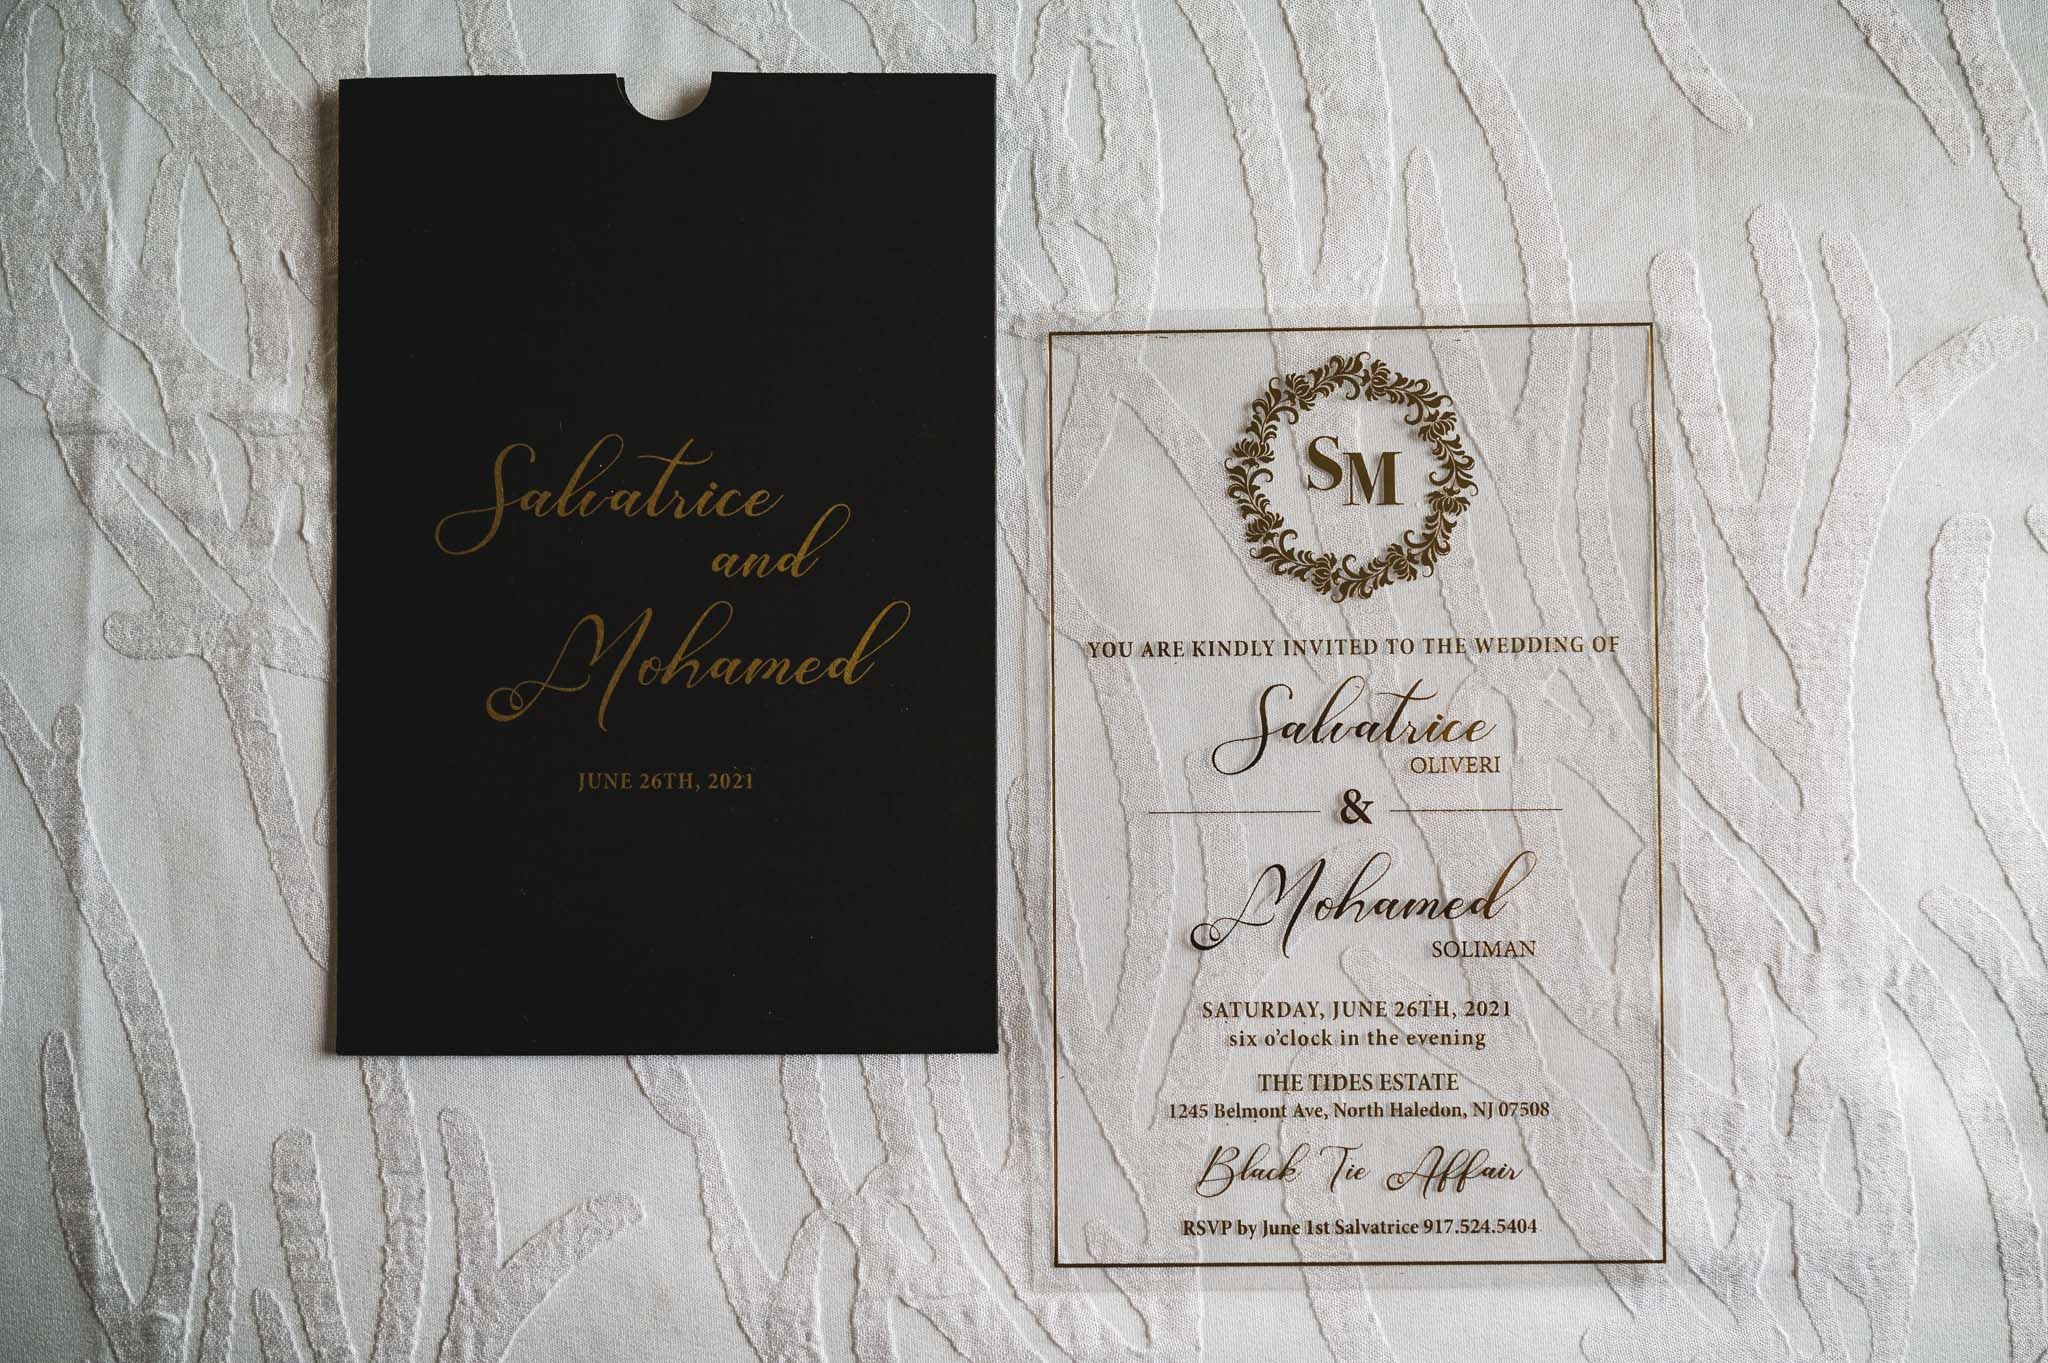 Salvatrice
and
Mohamed
JUNE 26TH, 2021
SM
YOU ARE KINDLY INVITED TO THE WEDDING OF
Salvatrice
OLIVERI
&
Mohamed
SOLIMAN
SATURDAY, JUNE 26TH, 2021
six o'clock in the evening
THE TIDES ESTATE
1245 Belmont Ave, North Haledon, NJ 07508
Black Tie Affair
RSVP by June 1st Salvatrice 917.524.5404